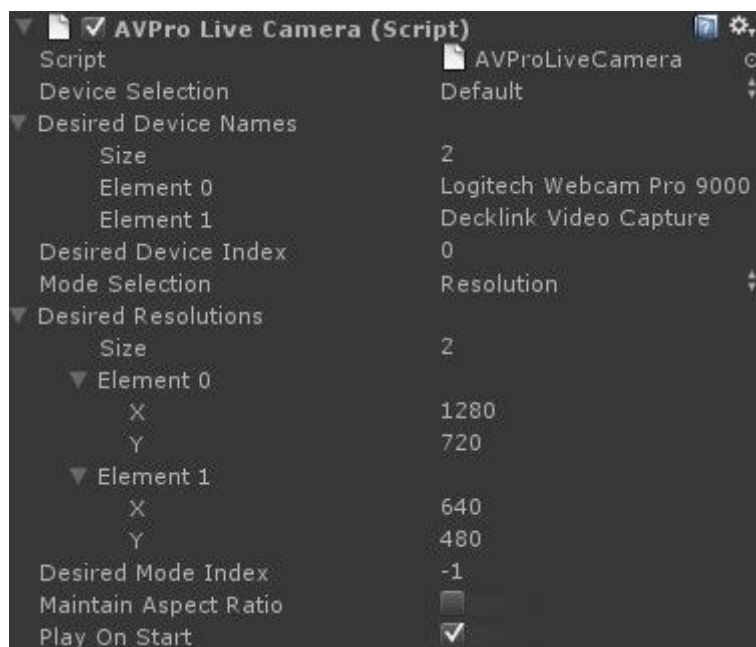 AVPro Live Camera (Script)
Script AVProLiveCamera
Device Selection Default
Desired Device Names
Size 2
Element 0 Logitech Webcam Pro 9000
Element 1 Decklink Video Capture
Desired Device Index 0
Mode Selection Resolution
Desired Resolutions
Size 2
Element 0
X 1280
Y 720
Element 1
X 640
Y 480
Desired Mode Index -1
Maintain Aspect Ratio
Play On Start